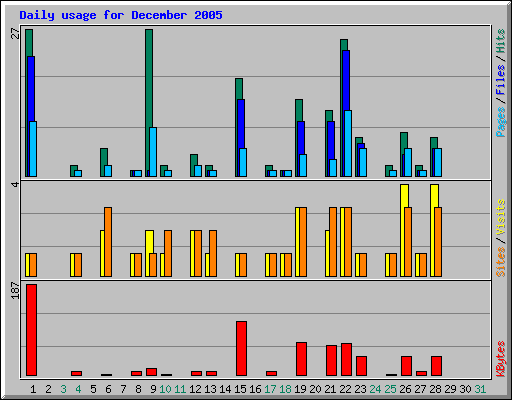 Daily usage for December 2005
27
Pages / Files / Hits
4
Sites / Visits
187
KBytes
1 2 3 4 5 6 7 8 9 10 11 12 13 14 15 16 17 18 19 20 21 22 23 24 25 26 27 28 29 30 31